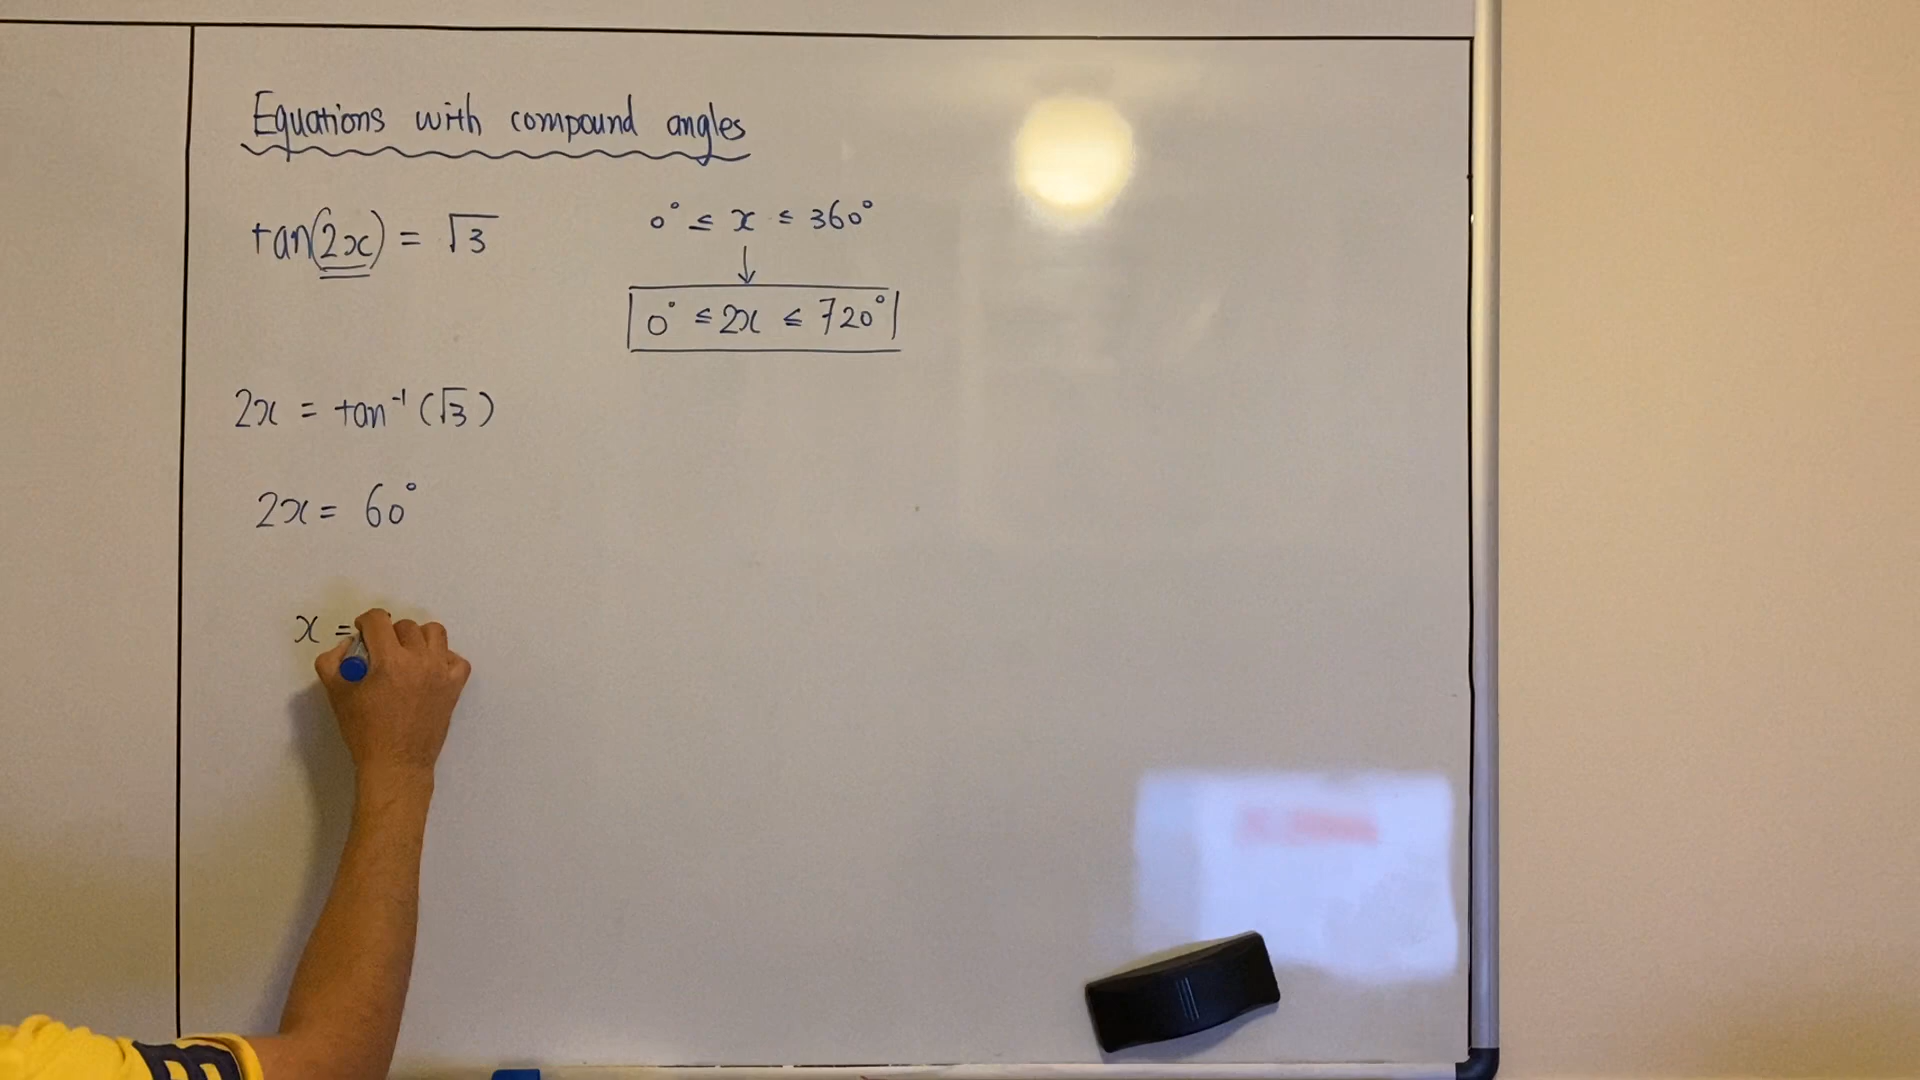 Equations with compound angles
tan(2x) = √3
0° ≤ x ≤ 360°
↓
0° ≤ 2x ≤ 720°
2x = tan⁻¹(√3)
2x = 60°
x =